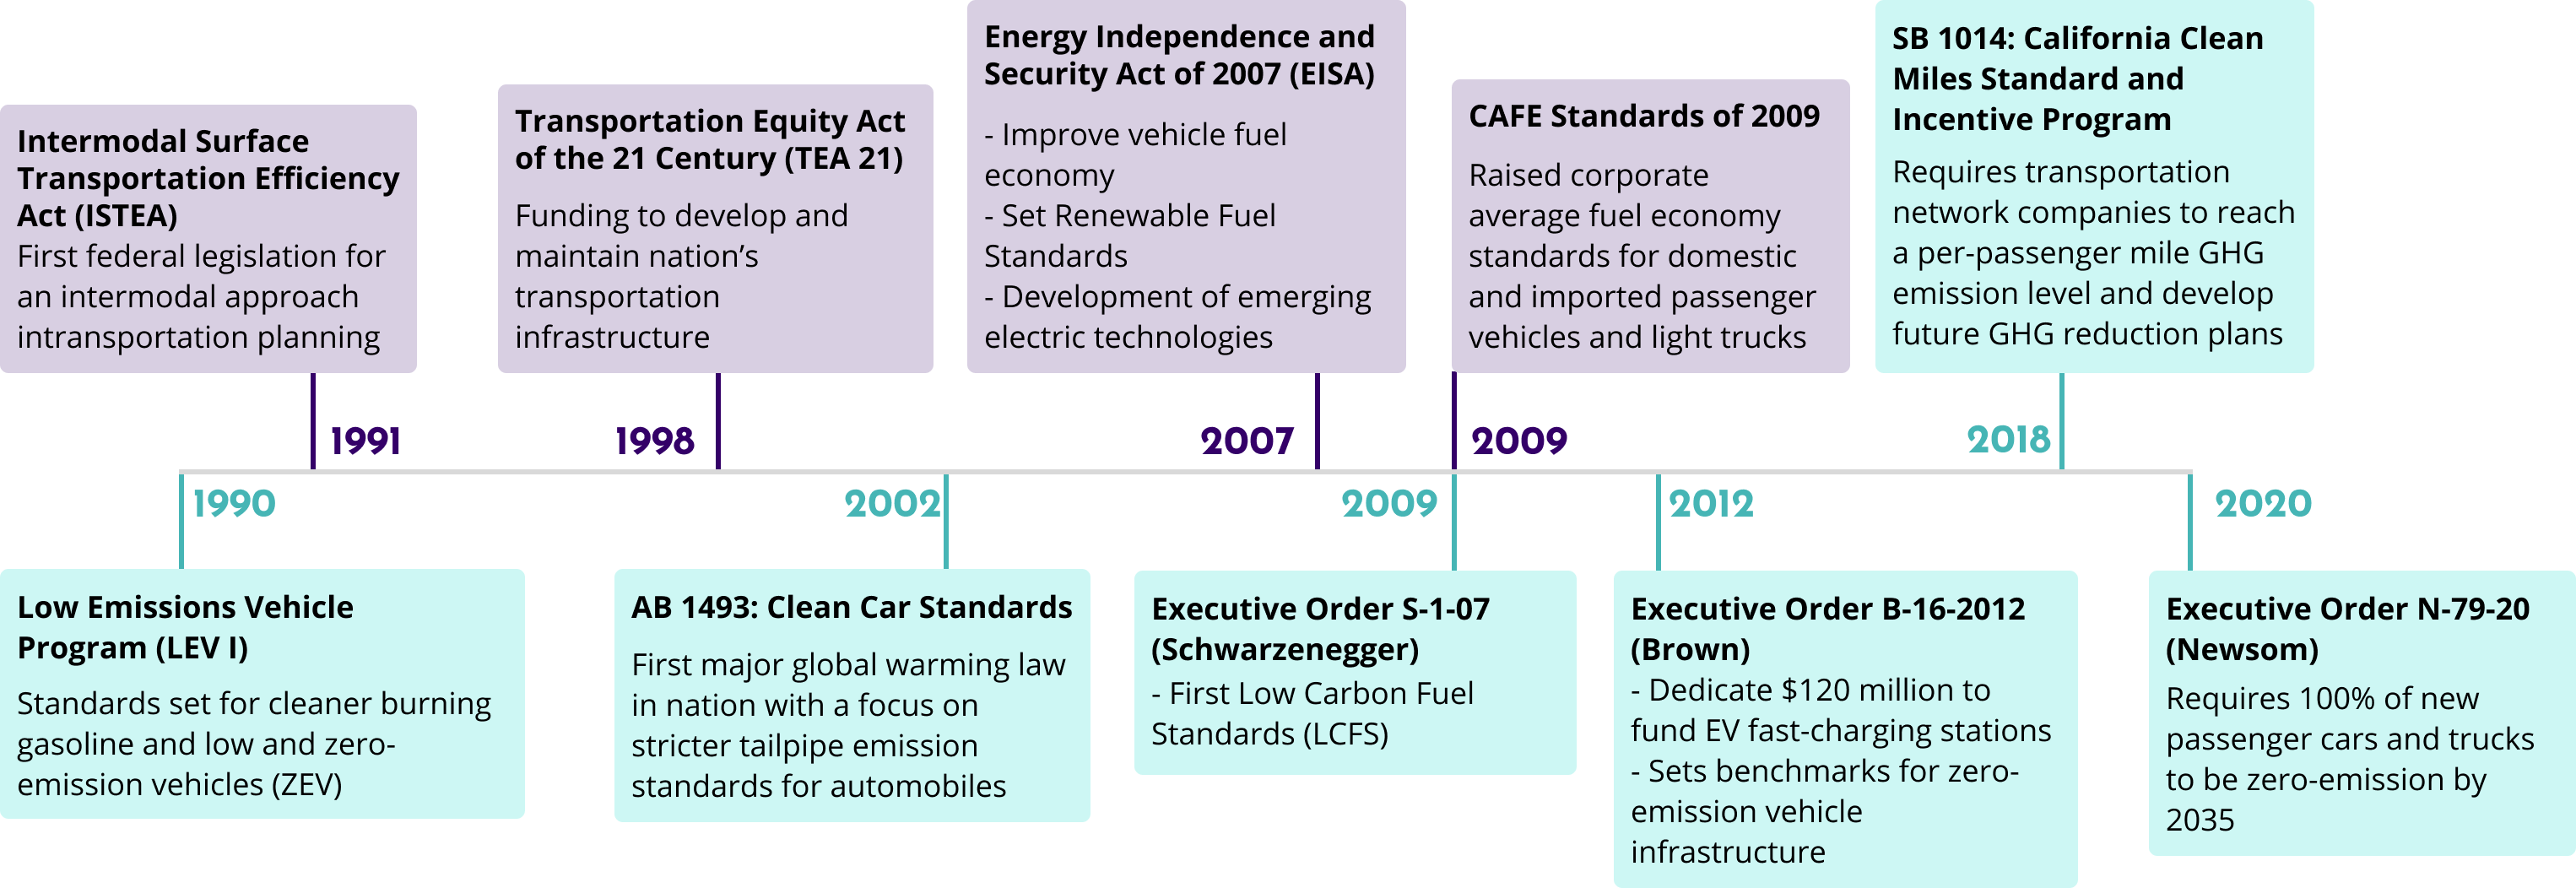 Intermodal Surface
Transportation Efficiency
Act (ISTEA)
First federal legislation for
an intermodal approach
intransportation planning
Transportation Equity Act
of the 21 Century (TEA 21)
Funding to develop and
maintain nation’s
transportation
infrastructure
Energy Independence and
Security Act of 2007 (EISA)
- Improve vehicle fuel
economy
- Set Renewable Fuel
Standards
- Development of emerging
electric technologies
CAFE Standards of 2009
Raised corporate
average fuel economy
standards for domestic
and imported passenger
vehicles and light trucks
SB 1014: California Clean
Miles Standard and
Incentive Program
Requires transportation
network companies to reach
a per-passenger mile GHG
emission level and develop
future GHG reduction plans
1991
1998
2007
2009
2018
1990
2002
2009
2012
2020
Low Emissions Vehicle
Program (LEV I)
Standards set for cleaner burning
gasoline and low and zero-
emission vehicles (ZEV)
AB 1493: Clean Car Standards
First major global warming law
in nation with a focus on
stricter tailpipe emission
standards for automobiles
Executive Order S-1-07
(Schwarzenegger)
- First Low Carbon Fuel
Standards (LCFS)
Executive Order B-16-2012
(Brown)
- Dedicate $120 million to
fund EV fast-charging stations
- Sets benchmarks for zero-
emission vehicle
infrastructure
Executive Order N-79-20
(Newsom)
Requires 100% of new
passenger cars and trucks
to be zero-emission by
2035